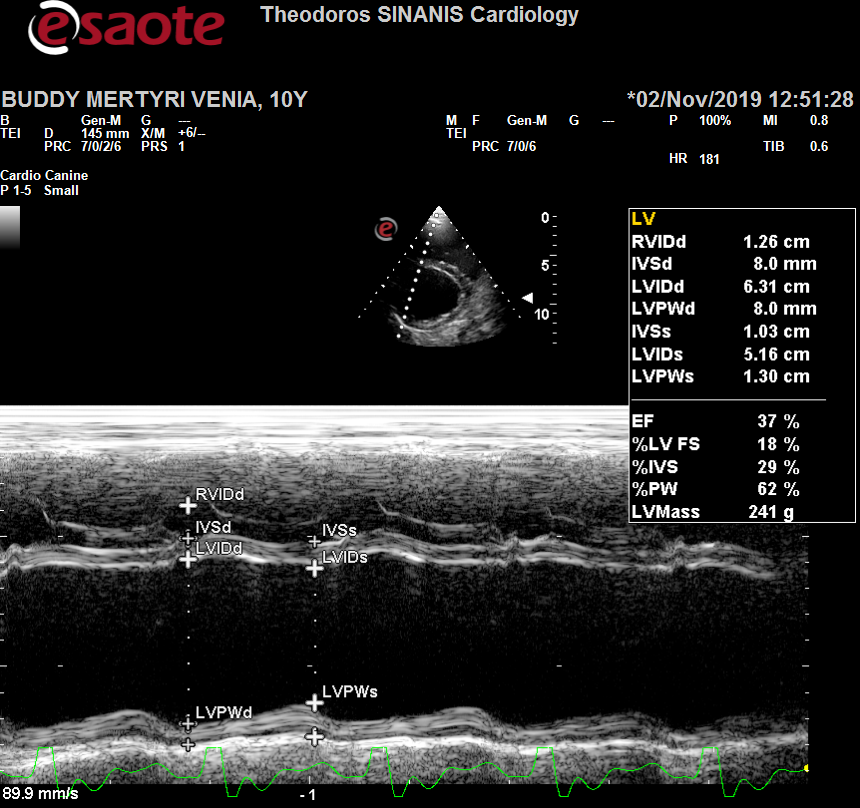 esaote
Theodoros SINANIS Cardiology
BUDDY MERTYRI VENIA, 10Y
*02/Nov/2019 12:51:28
B Gen-M G ---
TEI D 145 mm X/M +6/--
PRC 7/0/2/6 PRS 1
M F Gen-M G --- P 100% MI 0.8
TEI
PRC 7/0/6 TIB 0.6
HR 181
Cardio Canine
P 1-5 Small
e
0
5
10
LV
RVIDd 1.26 cm
IVSd 8.0 mm
LVIDd 6.31 cm
LVPWd 8.0 mm
IVSs 1.03 cm
LVIDs 5.16 cm
LVPWs 1.30 cm
EF 37 %
%LV FS 18 %
%IVS 29 %
%PW 62 %
LVMass 241 g
RVIDd
IVSd
LVIDd
IVSs
LVIDs
LVPWs
LVPWd
89.9 mm/s
- 1